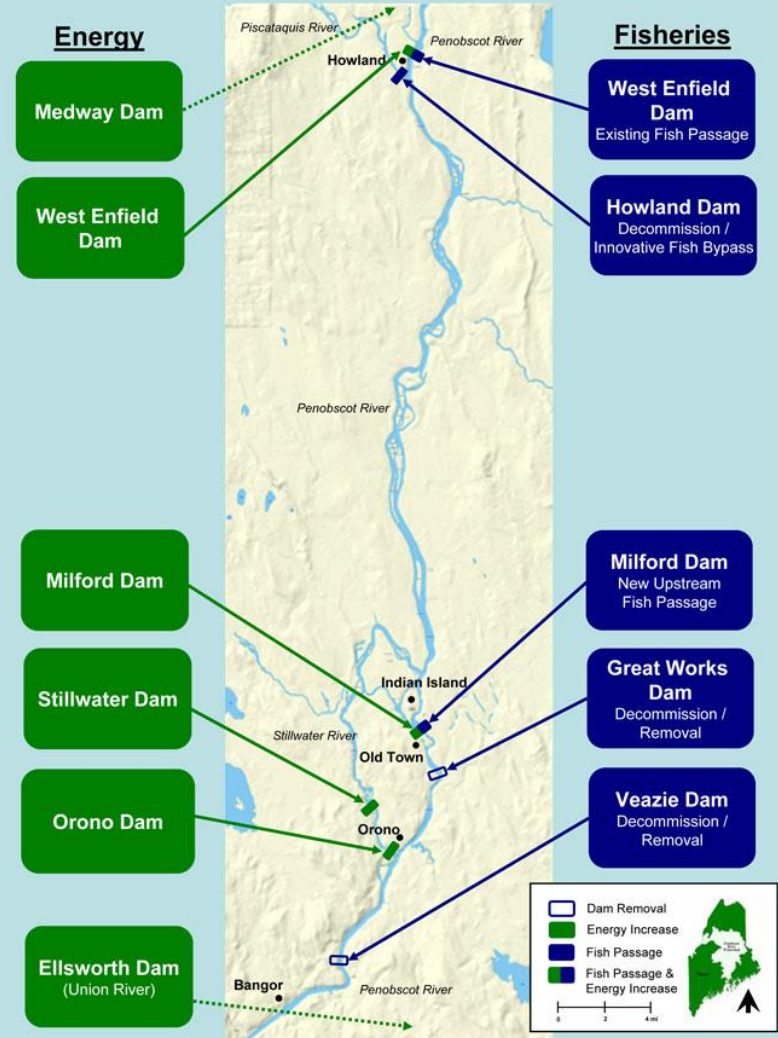 Energy
Fisheries
Piscataquis River
Penobscot River
Howland
Medway Dam
West Enfield
Dam
West Enfield
Dam
Existing Fish Passage
Howland Dam
Decommission /
Innovative Fish Bypass
Penobscot River
Milford Dam
Stillwater Dam
Orono Dam
Ellsworth Dam
(Union River)
Milford Dam
New Upstream
Fish Passage
Great Works
Dam
Decommission /
Removal
Veazie Dam
Decommission /
Removal
Indian Island
Stillwater River
Old Town
Orono
Bangor
Penobscot River
Dam Removal
Energy Increase
Fish Passage
Fish Passage &
Energy Increase
0 2 4 mi